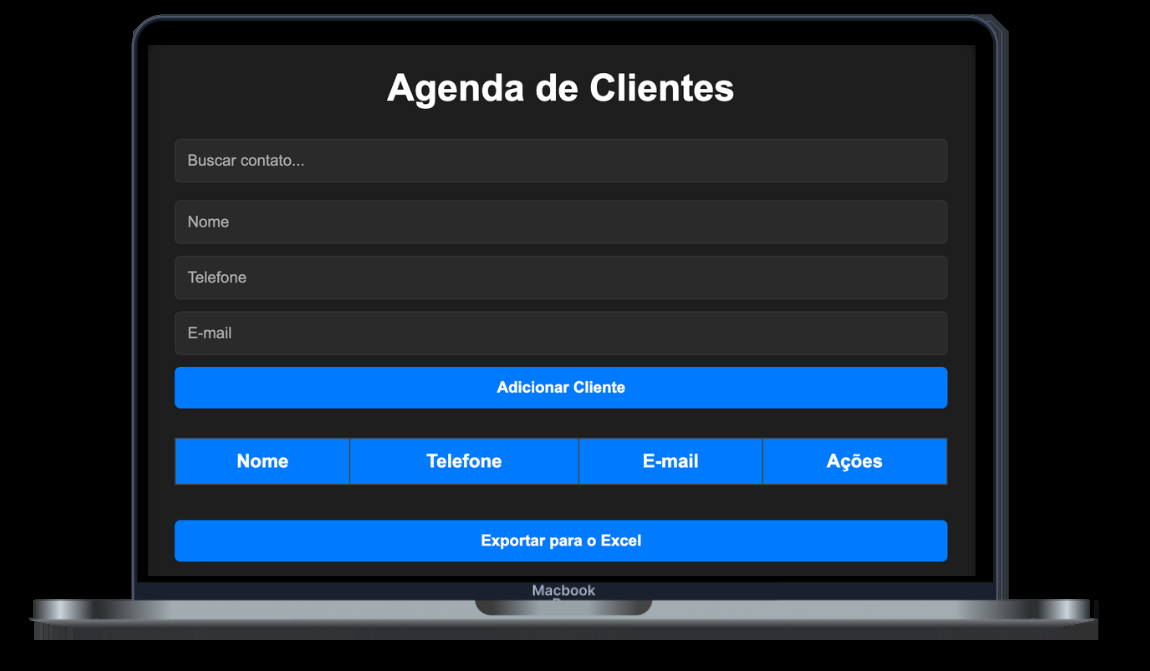 Agenda de Clientes
Buscar contato...
Nome
Telefone
E-mail
Adicionar Cliente
Nome Telefone E-mail Ações
Exportar para o Excel
Macbook